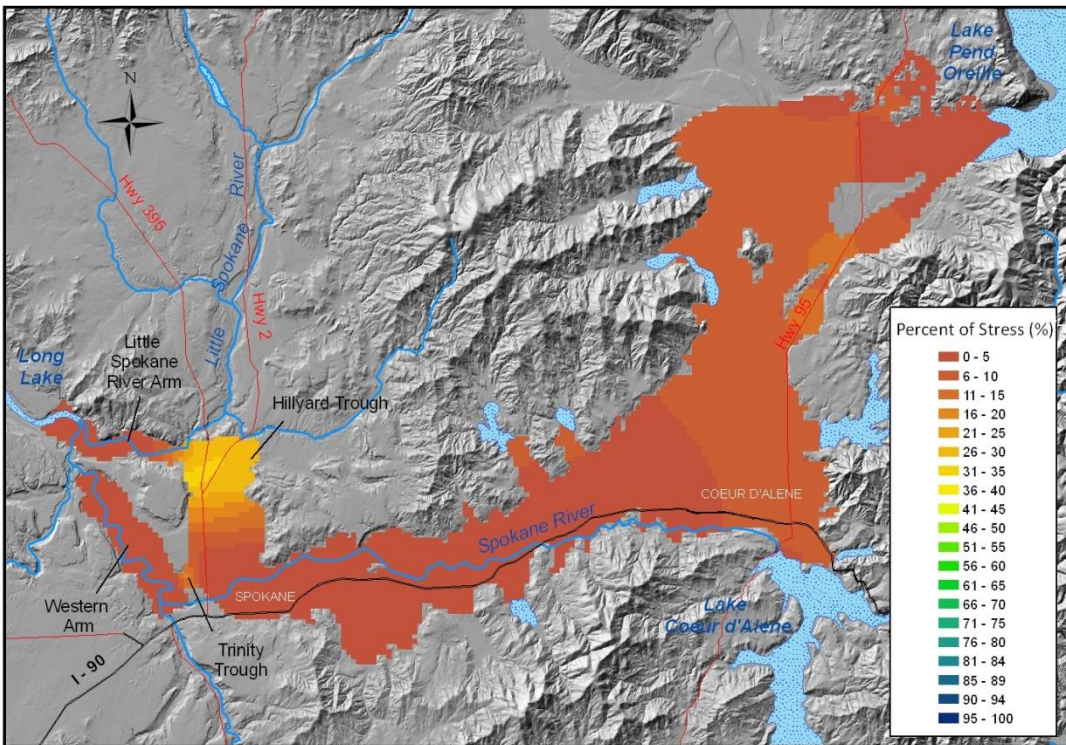 Lake
Pend
Oreille
N
Hwy 395
Little Spokane River
Hwy 2
Long
Lake
Little
Spokane
River Arm
Hillyard Trough
Hwy 95
Percent of Stress (%)
0 - 5
6 - 10
11 - 15
16 - 20
21 - 25
26 - 30
31 - 35
36 - 40
41 - 45
46 - 50
51 - 55
56 - 60
61 - 65
66 - 70
71 - 75
76 - 80
81 - 84
85 - 89
90 - 94
95 - 100
COEUR D'ALENE
Spokane River
SPOKANE
Western
Arm
Trinity
Trough
I - 90
Lake
Coeur d'Alene